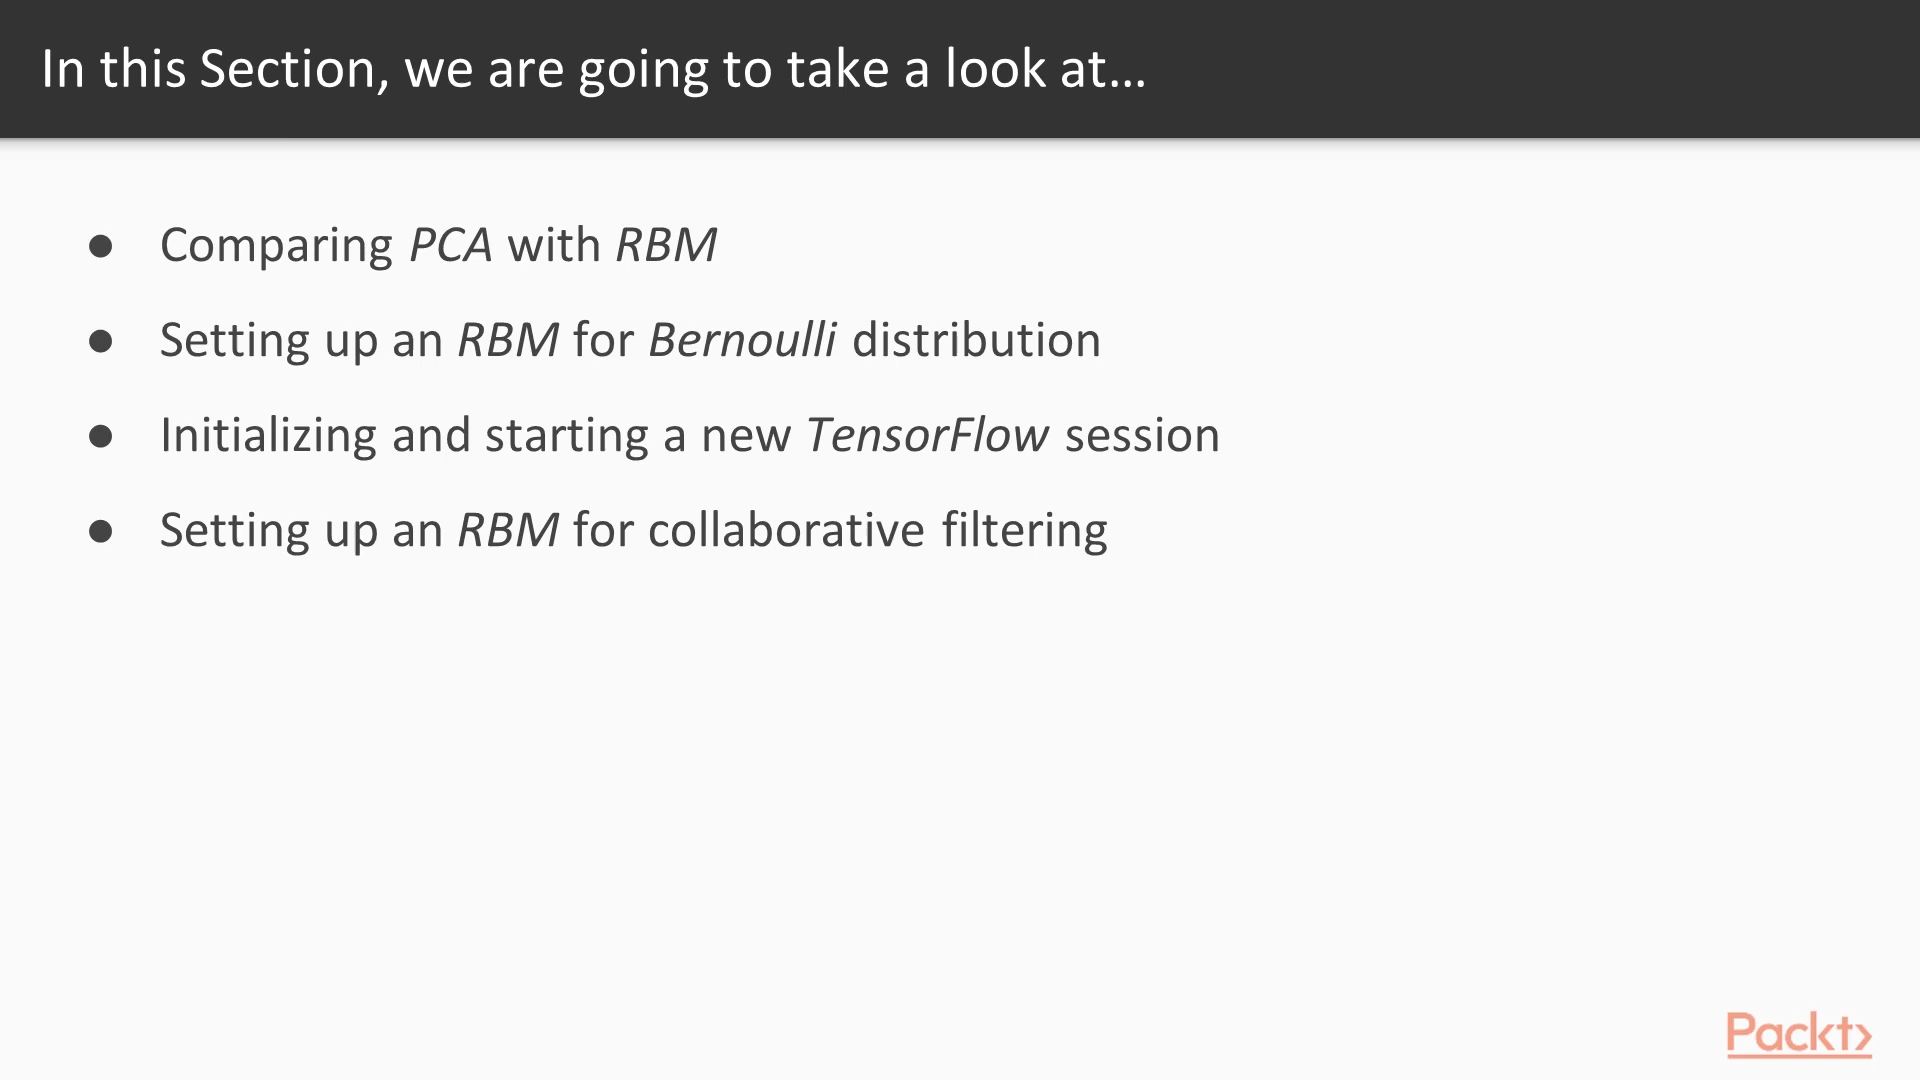 In this Section, we are going to take a look at...
● Comparing PCA with RBM
● Setting up an RBM for Bernoulli distribution
● Initializing and starting a new TensorFlow session
● Setting up an RBM for collaborative filtering
Packt>